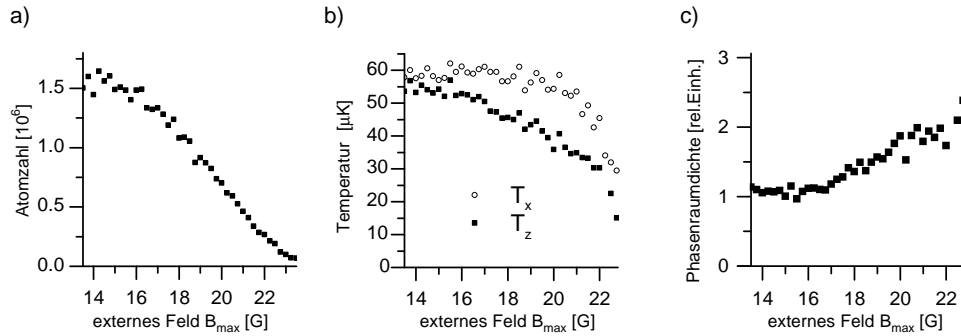 a)
Atomzahl [10⁶]
1.5
1.0
0.5
0.0
14 16 18 20 22
externes Feld B_max [G]
b)
Temperatur [µK]
60
50
40
30
20
10
0
T_x
T_z
14 16 18 20 22
externes Feld B_max [G]
c)
Phasenraumdichte [rel.Einh.]
3
2
1
0
14 16 18 20 22
externes Feld B_max [G]